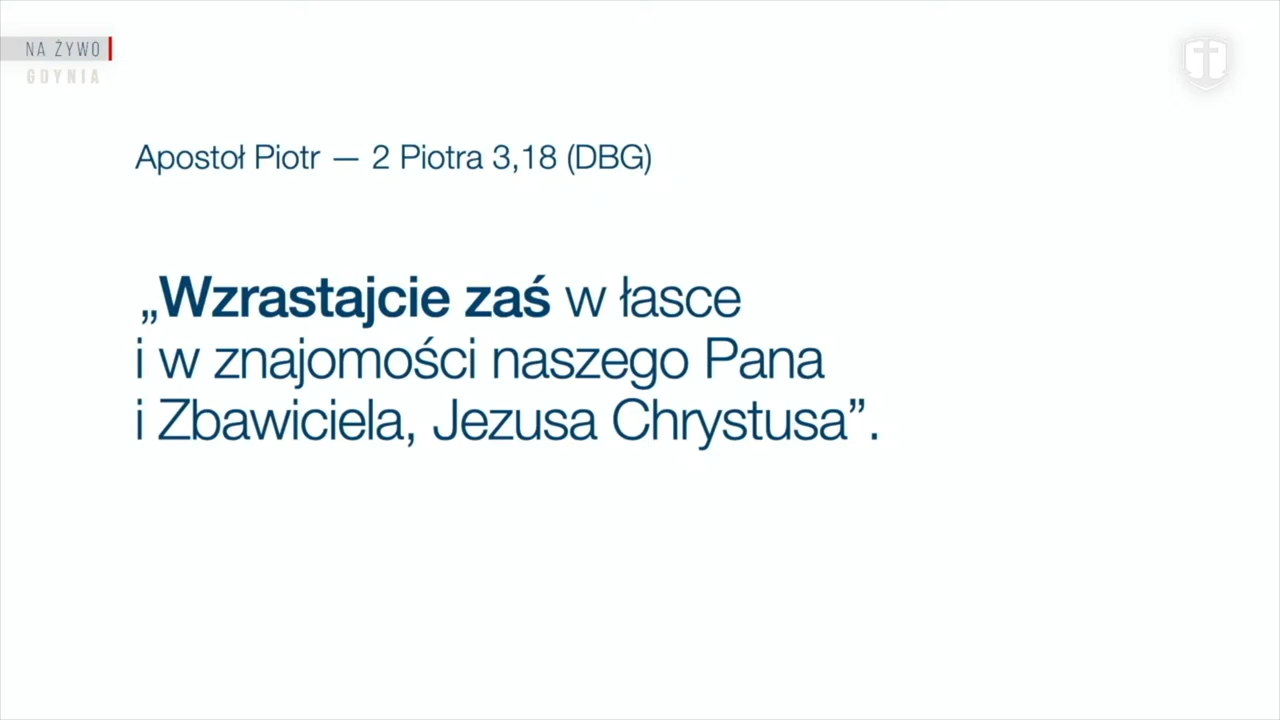 NA ŻYWO
GDYNIA
Apostoł Piotr — 2 Piotra 3,18 (DBG)
„Wzrastajcie zaś w łasce
i w znajomości naszego Pana
i Zbawiciela, Jezusa Chrystusa”.